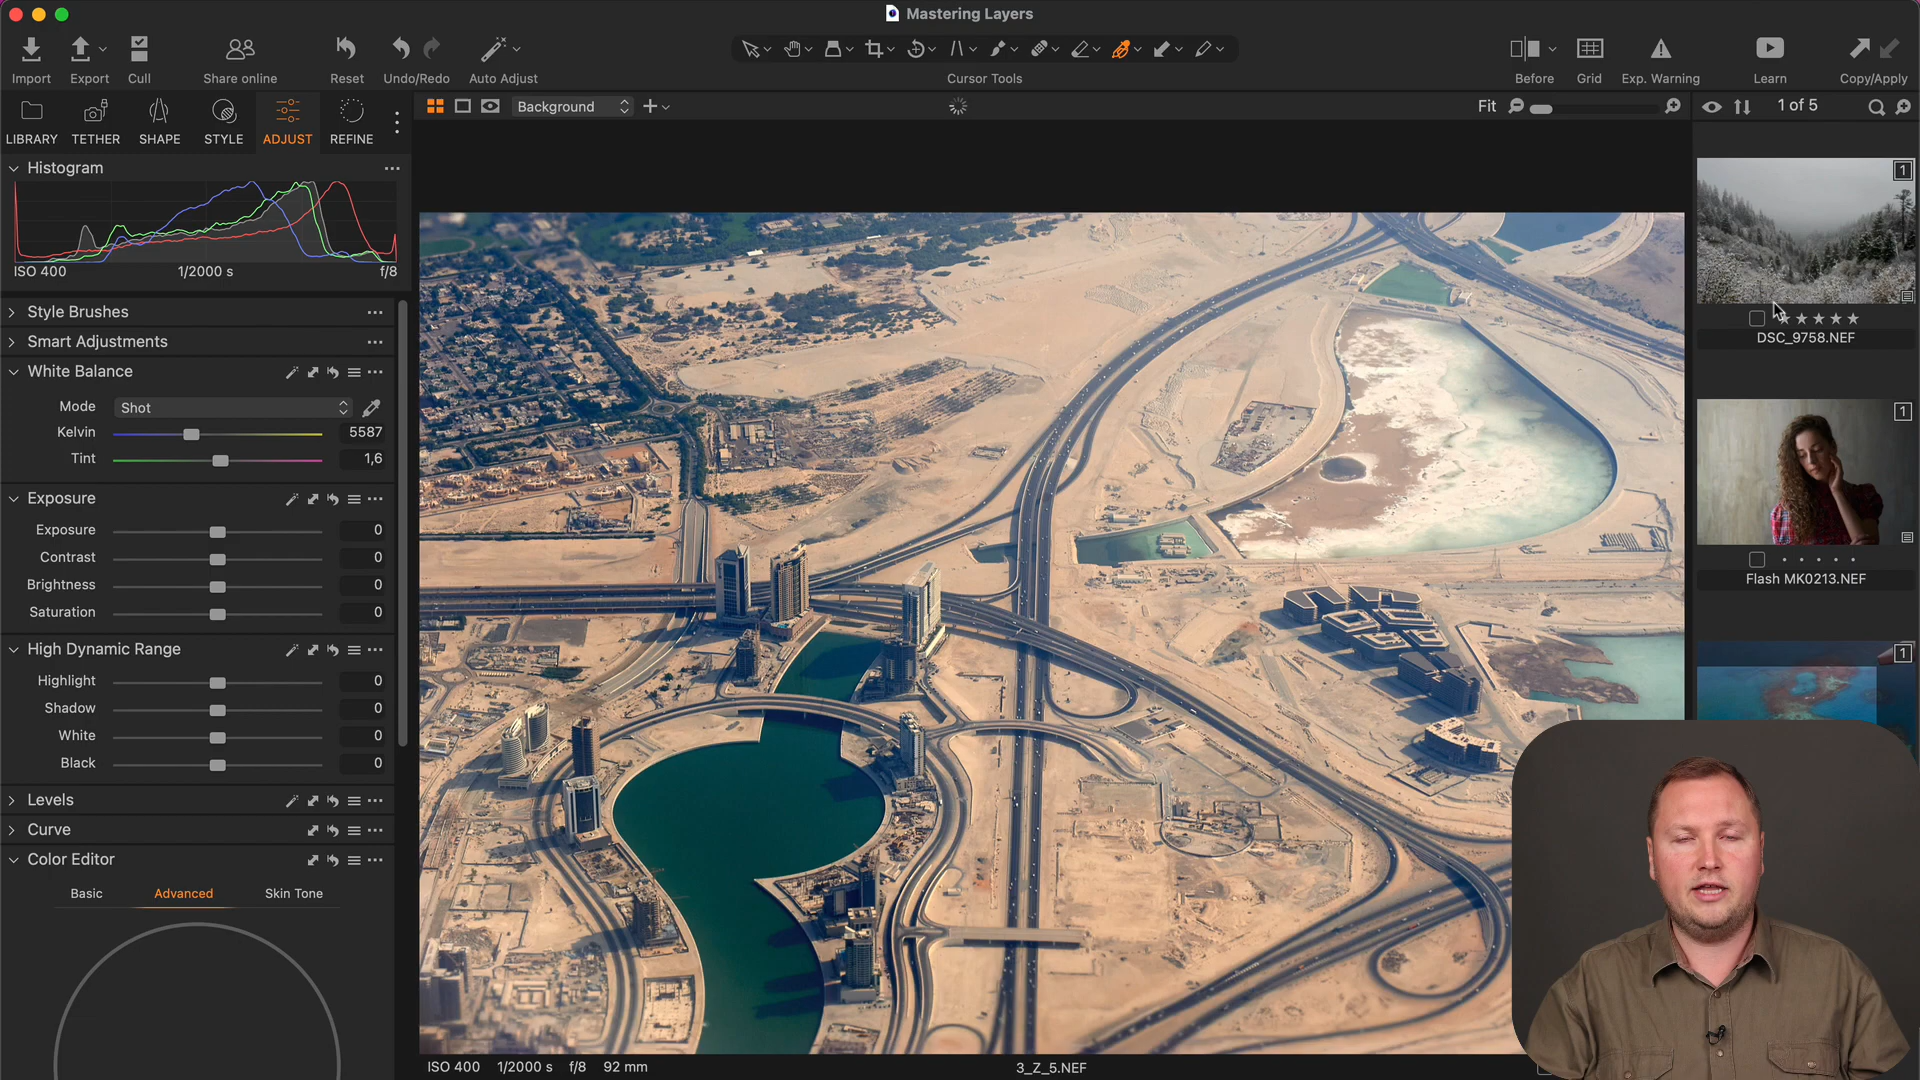 Mastering Layers
Import
Export
Cull
Share online
Reset
Undo/Redo
Auto Adjust
Cursor Tools
Before
Grid
Exp. Warning
Learn
Copy/Apply
LIBRARY
TETHER
SHAPE
STYLE
ADJUST
REFINE
Background
Fit
1 of 5
Histogram
ISO 400
1/2000 s
f/8
Style Brushes
Smart Adjustments
White Balance
Mode Shot
Kelvin 5587
Tint 1,6
Exposure
Exposure 0
Contrast 0
Brightness 0
Saturation 0
High Dynamic Range
Highlight 0
Shadow 0
White 0
Black 0
Levels
Curve
Color Editor
Basic
Advanced
Skin Tone
ISO 400 1/2000 s f/8 92 mm
3_Z_5.NEF
1
DSC_9758.NEF
1
Flash MK0213.NEF
1